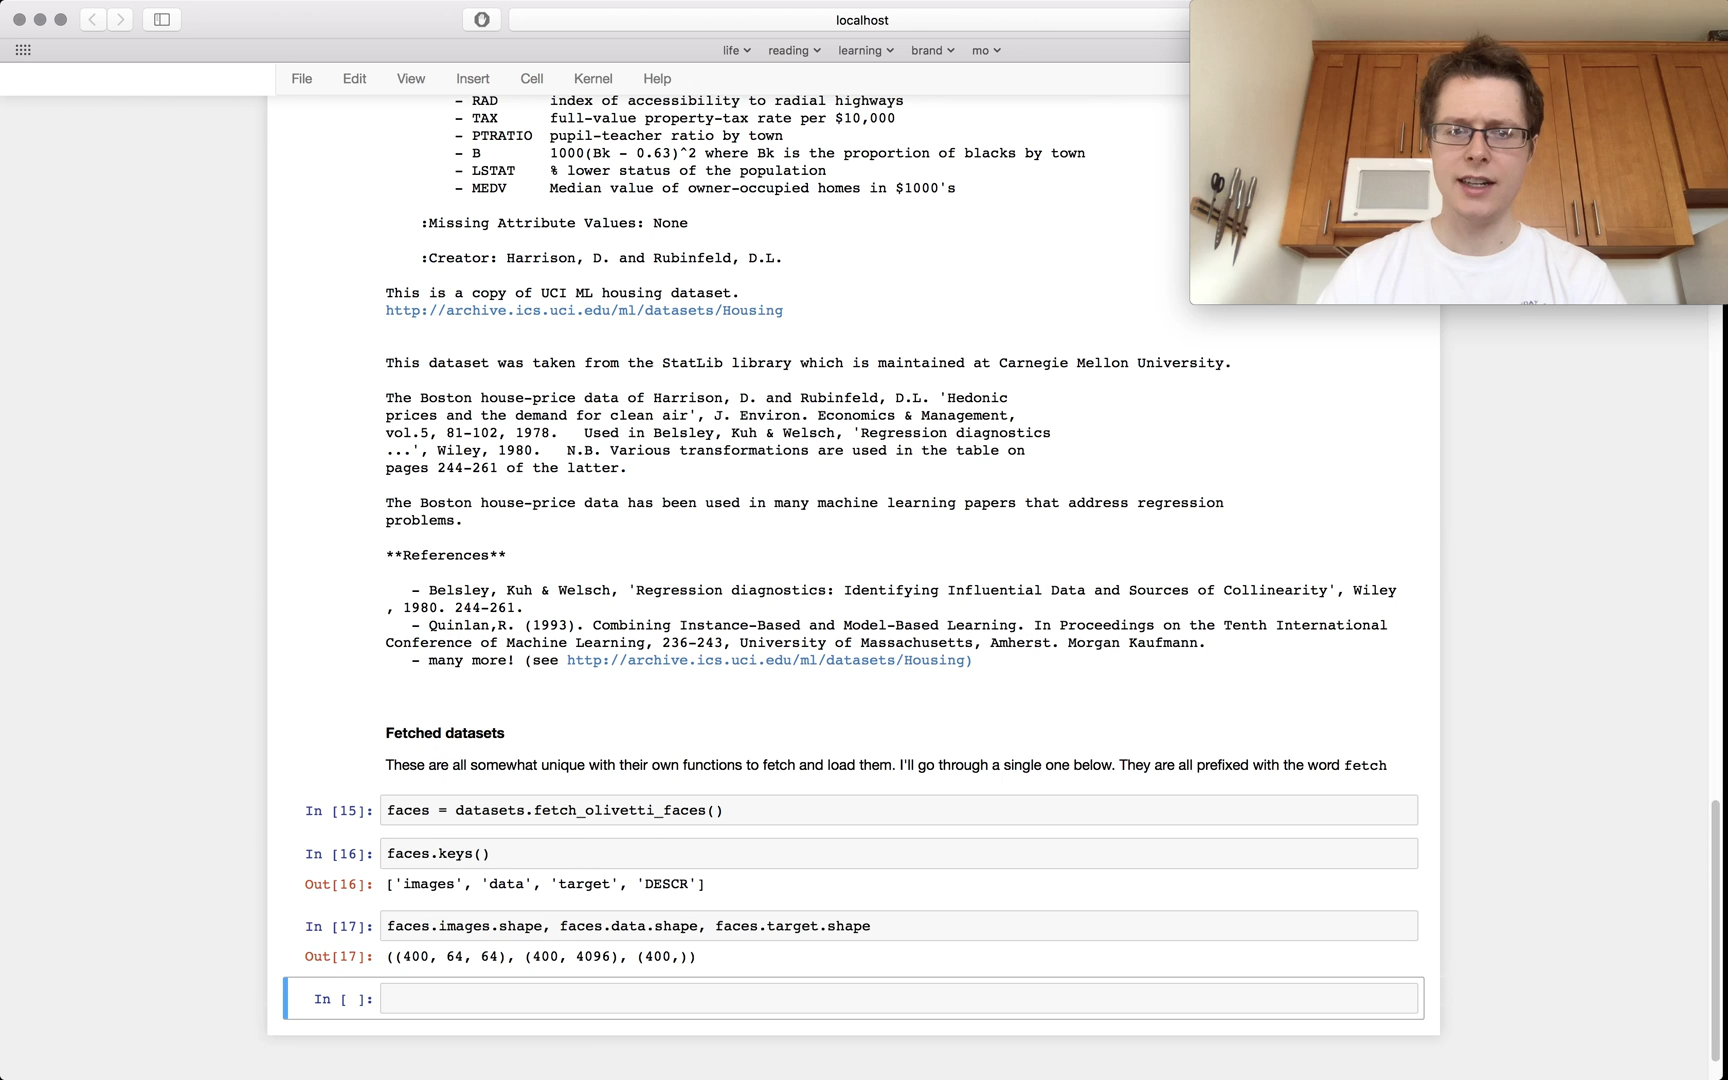 localhost
life reading learning brand mo
File Edit View Insert Cell Kernel Help
- RAD index of accessibility to radial highways
- TAX full-value property-tax rate per $10,000
- PTRATIO pupil-teacher ratio by town
- B 1000(Bk - 0.63)^2 where Bk is the proportion of blacks by town
- LSTAT % lower status of the population
- MEDV Median value of owner-occupied homes in $1000's
:Missing Attribute Values: None
:Creator: Harrison, D. and Rubinfeld, D.L.
This is a copy of UCI ML housing dataset.
http://archive.ics.uci.edu/ml/datasets/Housing
This dataset was taken from the StatLib library which is maintained at Carnegie Mellon University.
The Boston house-price data of Harrison, D. and Rubinfeld, D.L. 'Hedonic
prices and the demand for clean air', J. Environ. Economics & Management,
vol.5, 81-102, 1978. Used in Belsley, Kuh & Welsch, 'Regression diagnostics
...', Wiley, 1980. N.B. Various transformations are used in the table on
pages 244-261 of the latter.
The Boston house-price data has been used in many machine learning papers that address regression
problems.
**References**
- Belsley, Kuh & Welsch, 'Regression diagnostics: Identifying Influential Data and Sources of Collinearity', Wiley
, 1980. 244-261.
- Quinlan,R. (1993). Combining Instance-Based and Model-Based Learning. In Proceedings on the Tenth International
Conference of Machine Learning, 236-243, University of Massachusetts, Amherst. Morgan Kaufmann.
- many more! (see http://archive.ics.uci.edu/ml/datasets/Housing)
Fetched datasets
These are all somewhat unique with their own functions to fetch and load them. I'll go through a single one below. They are all prefixed with the word fetch
In [15]: faces = datasets.fetch_olivetti_faces()
In [16]: faces.keys()
Out[16]: ['images', 'data', 'target', 'DESCR']
In [17]: faces.images.shape, faces.data.shape, faces.target.shape
Out[17]: ((400, 64, 64), (400, 4096), (400,))
In [ ]: